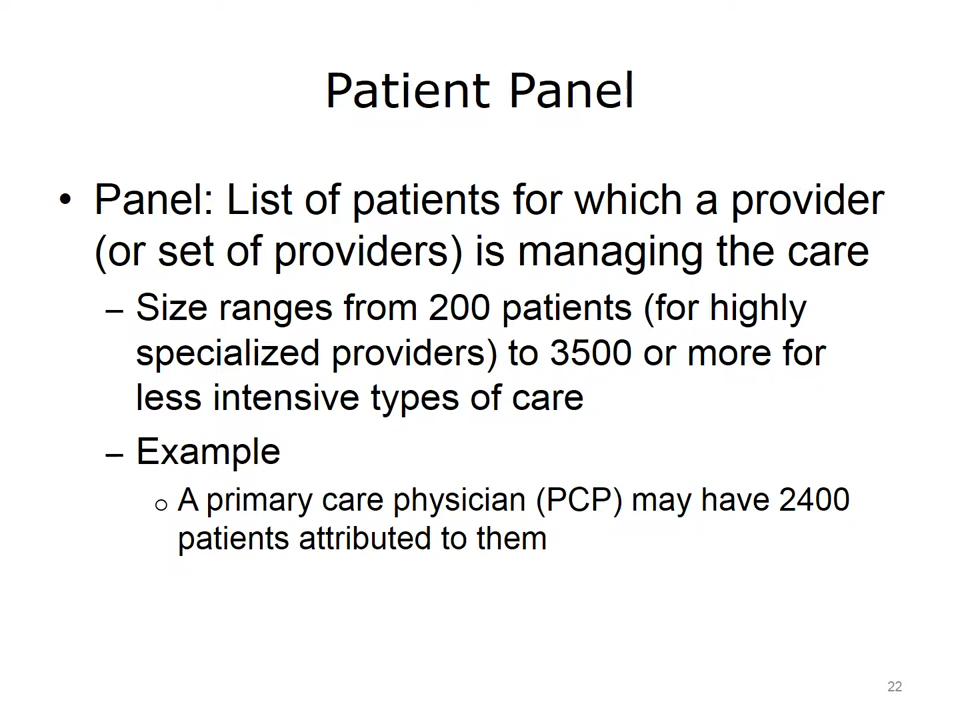 Patient Panel
• Panel: List of patients for which a provider
(or set of providers) is managing the care
– Size ranges from 200 patients (for highly
specialized providers) to 3500 or more for
less intensive types of care
– Example
o A primary care physician (PCP) may have 2400
patients attributed to them
22